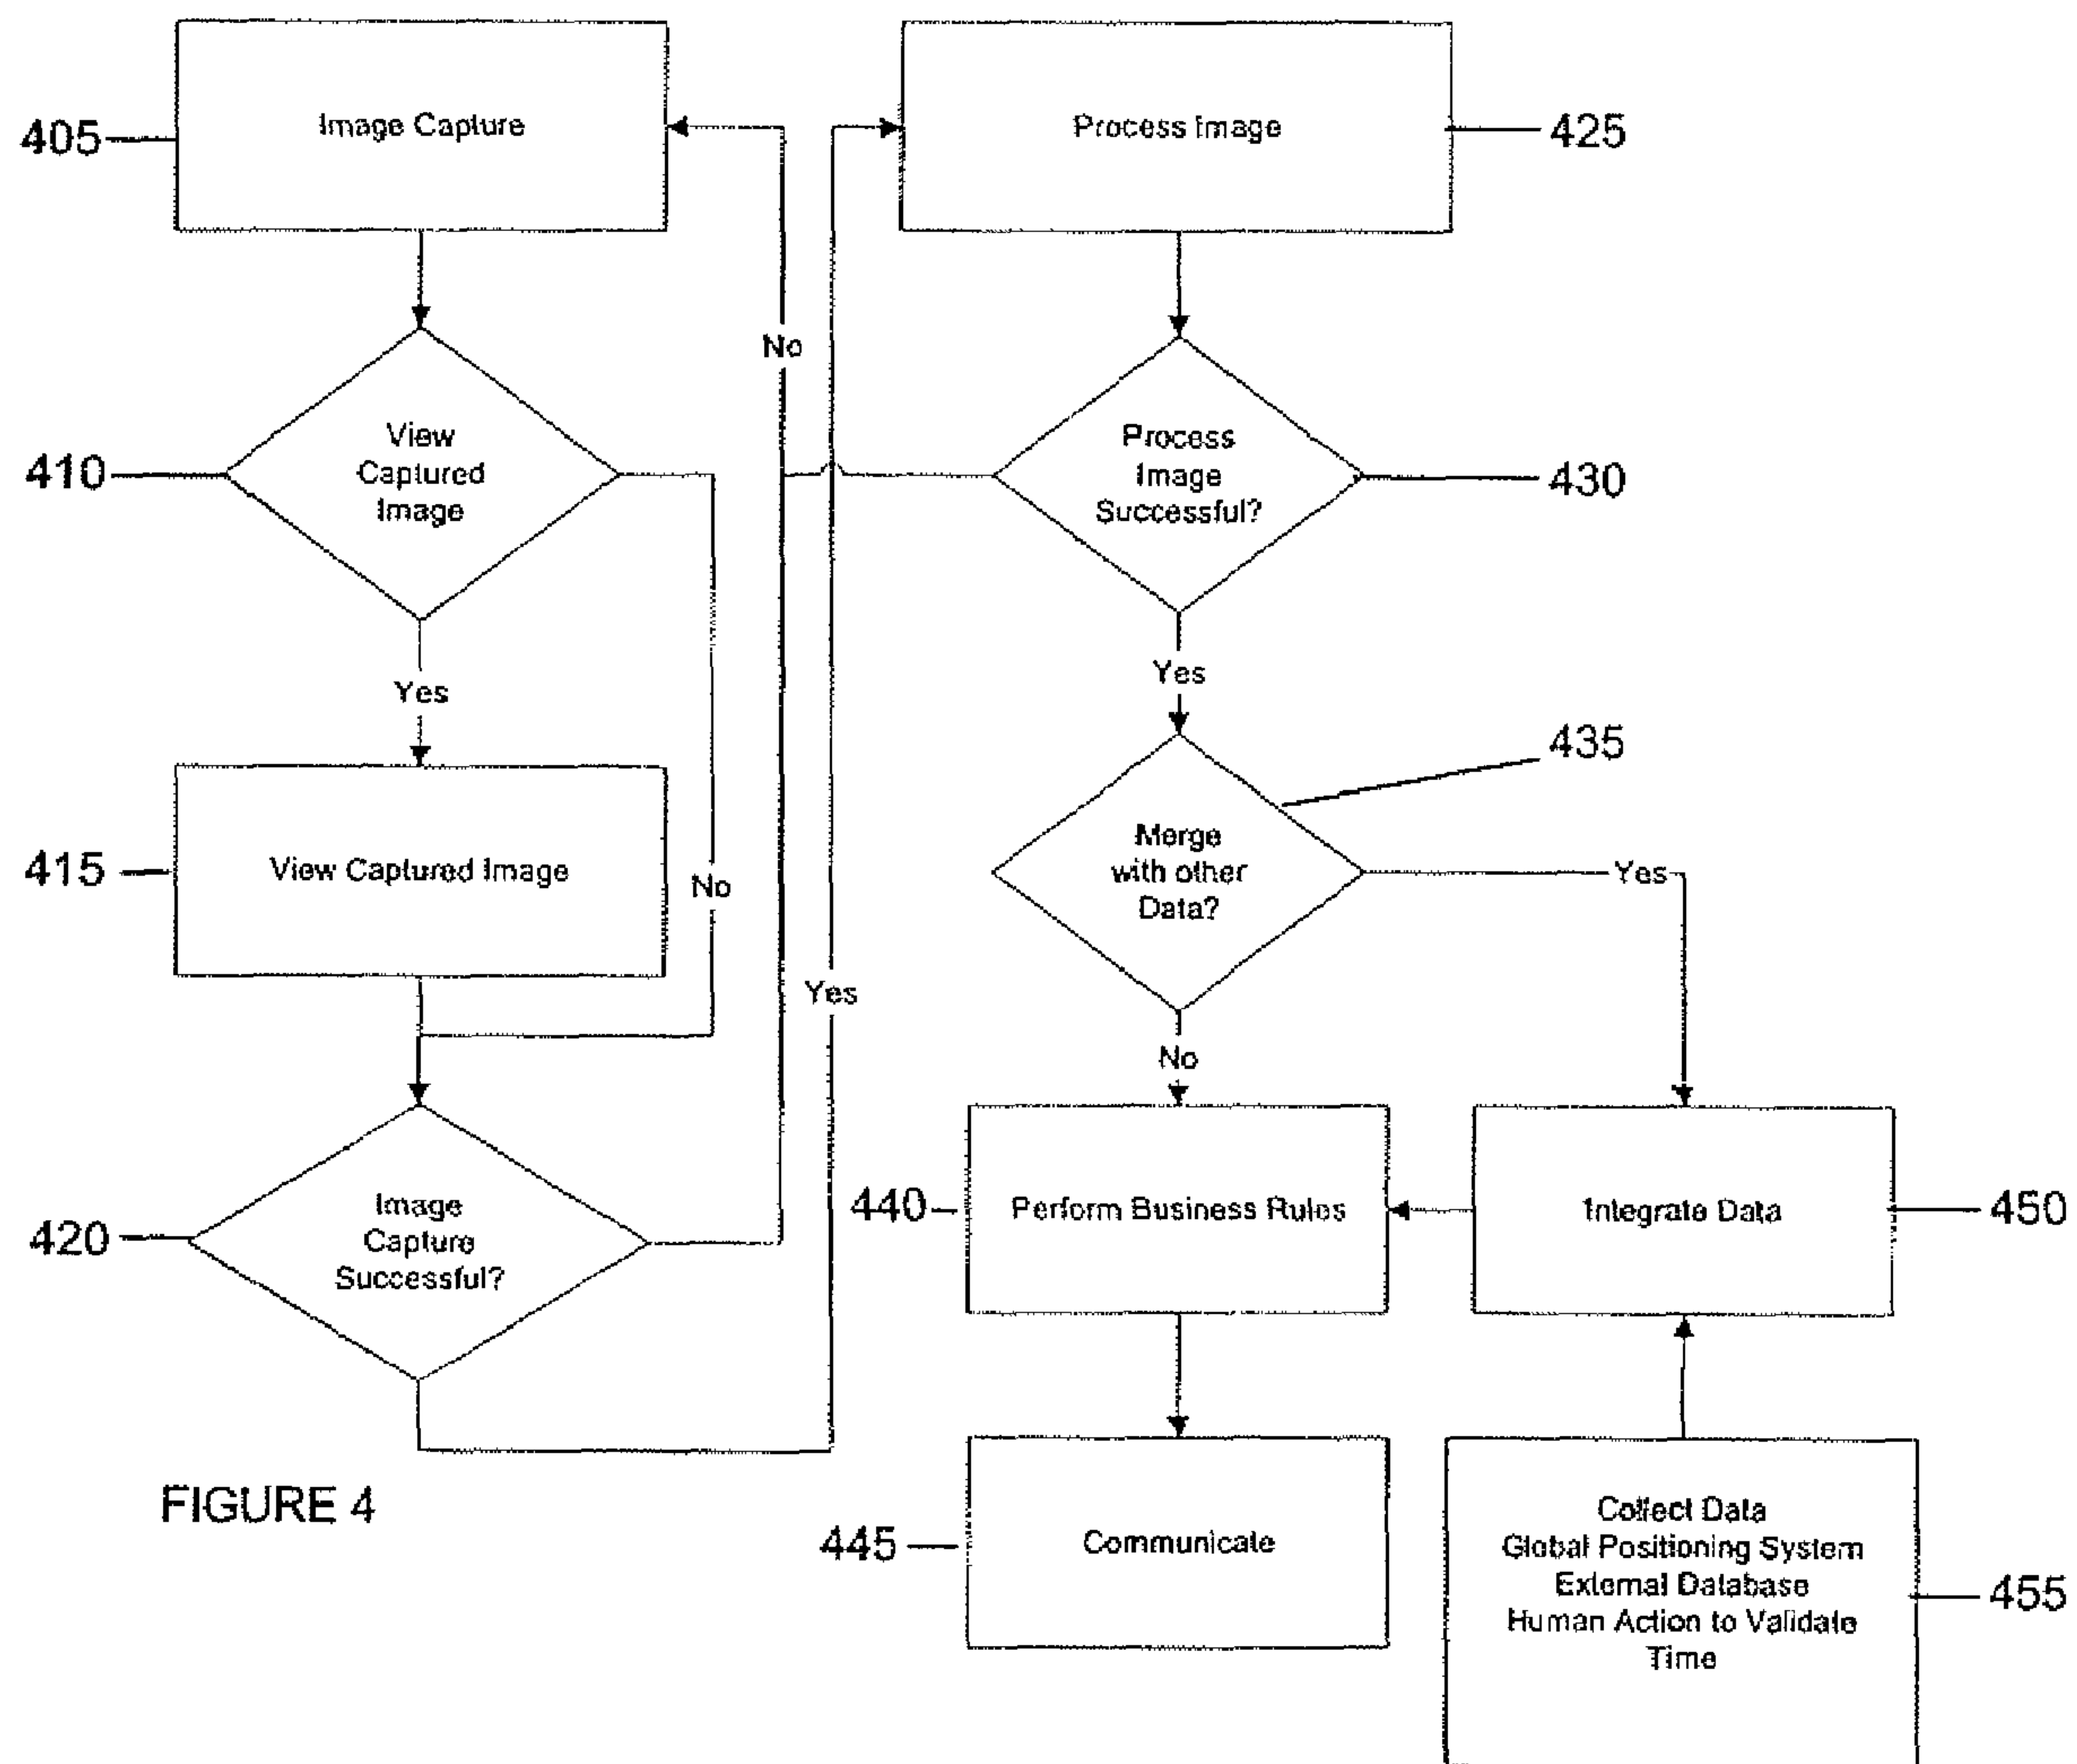 405
Image Capture
Process Image
425
No
410
View
Captured
Image
Process
Image
Successful?
430
Yes
Yes
435
415
View Captured Image
No
Merge
with other
Data?
Yes
Yes
No
420
Image
Capture
Successful?
440
Perform Business Rules
Integrate Data
450
FIGURE 4
445
Communicate
Collect Data
Global Positioning System
External Database
Human Action to Validate
Time
455